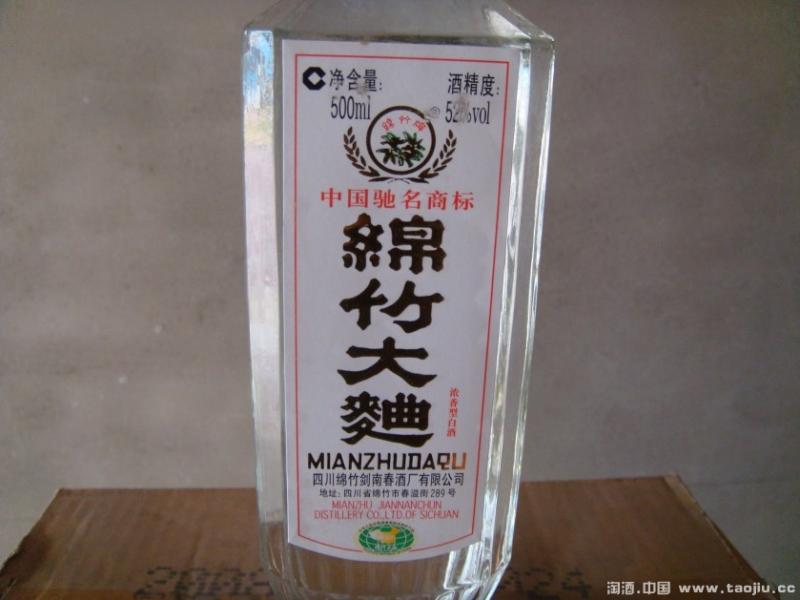 净含量:
500ml
酒精度:
52%vol
綿竹牌
中国驰名商标
綿竹大麯
浓香型白酒
MIANZHUDAQU
四川绵竹剑南春酒厂有限公司
地址:四川省绵竹市春溢街289号
MIANZHU JIANNANCHUN
DISTILLERY CO.,LTD.OF SICHUAN
淘酒.中国 www.taojiu.cc